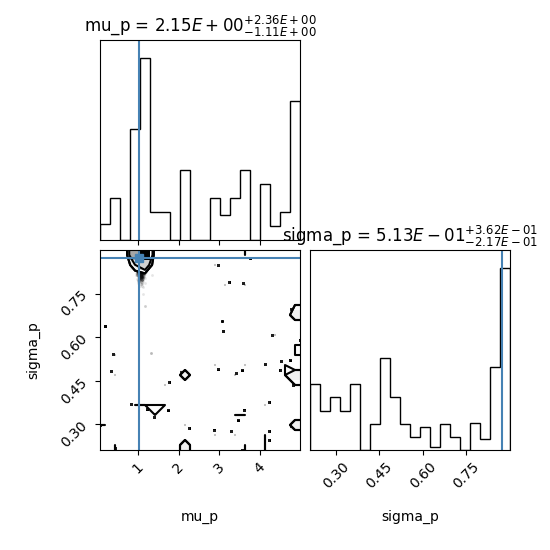 mu_p = 2.15E+00+2.36E+00−1.11E+00
sigma_p = 5.13E−01+3.62E−01−2.17E−01
sigma_p
0.75
0.60
0.45
0.30
1 2 3 4
0.30 0.45 0.60 0.75
mu_p
sigma_p